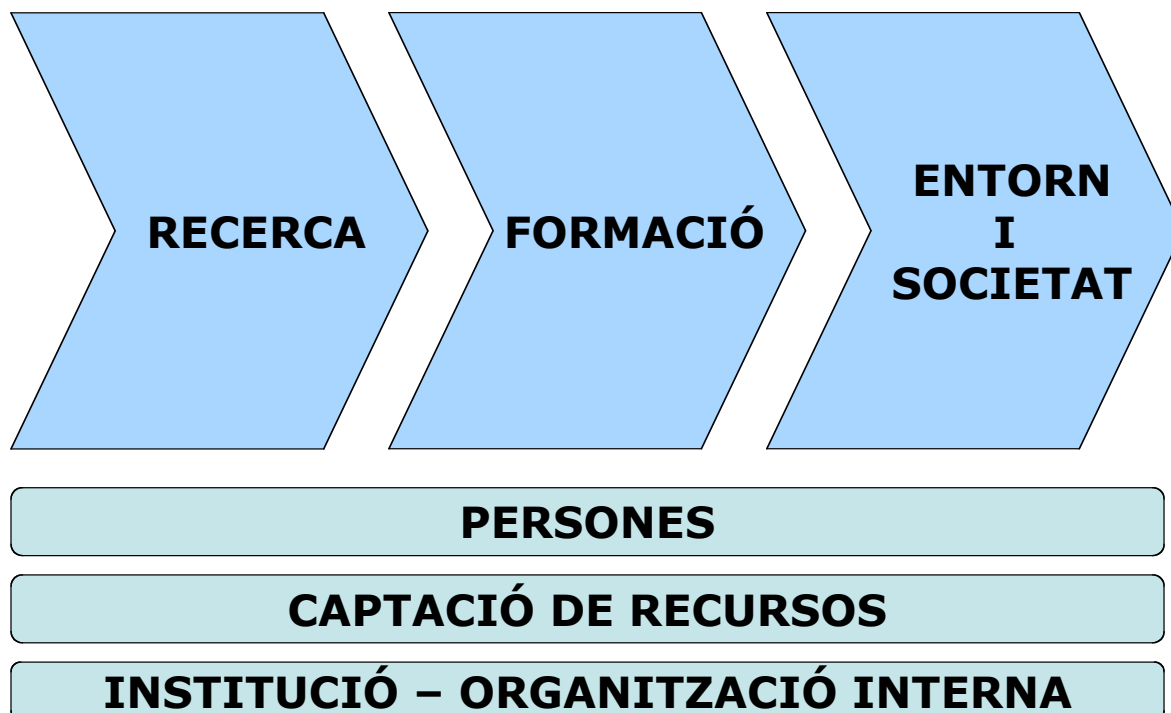 RECERCA
FORMACIÓ
ENTORN
I
SOCIETAT
PERSONES
CAPTACIÓ DE RECURSOS
INSTITUCIÓ – ORGANITZACIÓ INTERNA